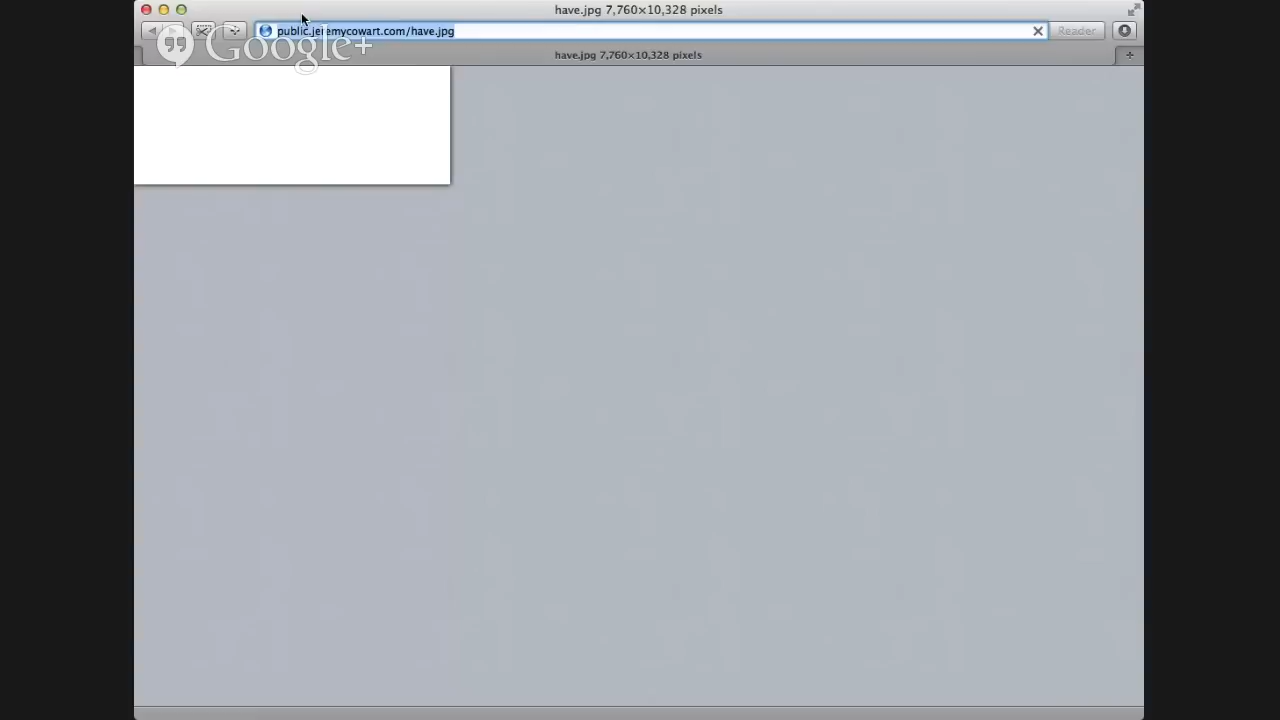 have.jpg 7,760×10,328 pixels
public.jeremycowart.com/have.jpg
Reader
Google+
have.jpg 7,760×10,328 pixels